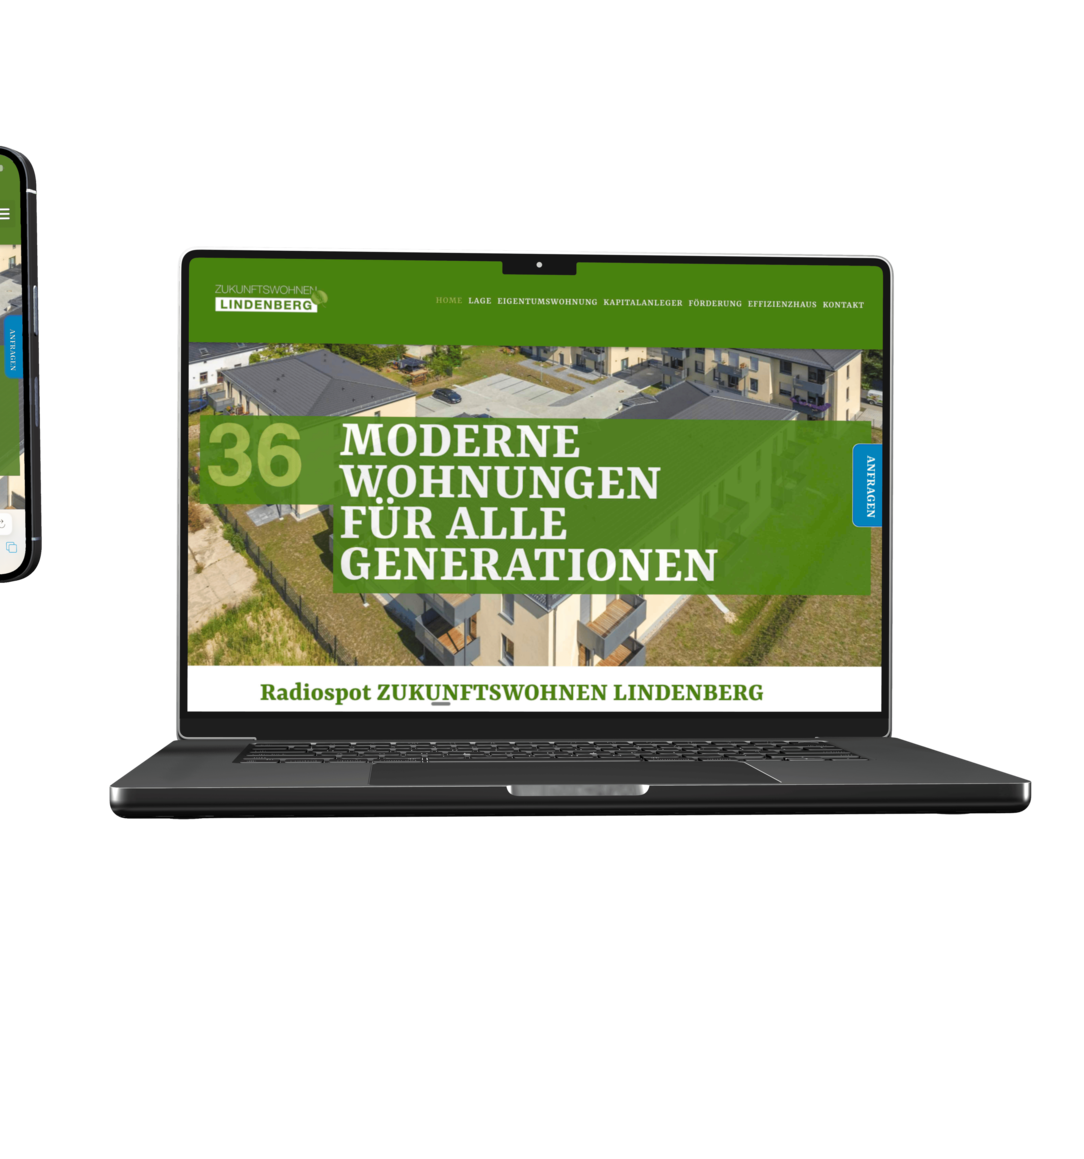 ANFRAGEN
ZUKUNFTSWOHNEN
LINDENBERG
HOME LAGE EIGENTUMSWOHNUNG KAPITALANLEGER FÖRDERUNG EFFIZIENZHAUS KONTAKT
36 MODERNE
WOHNUNGEN
FÜR ALLE
GENERATIONEN
ANFRAGEN
Radiospot ZUKUNFTSWOHNEN LINDENBERG